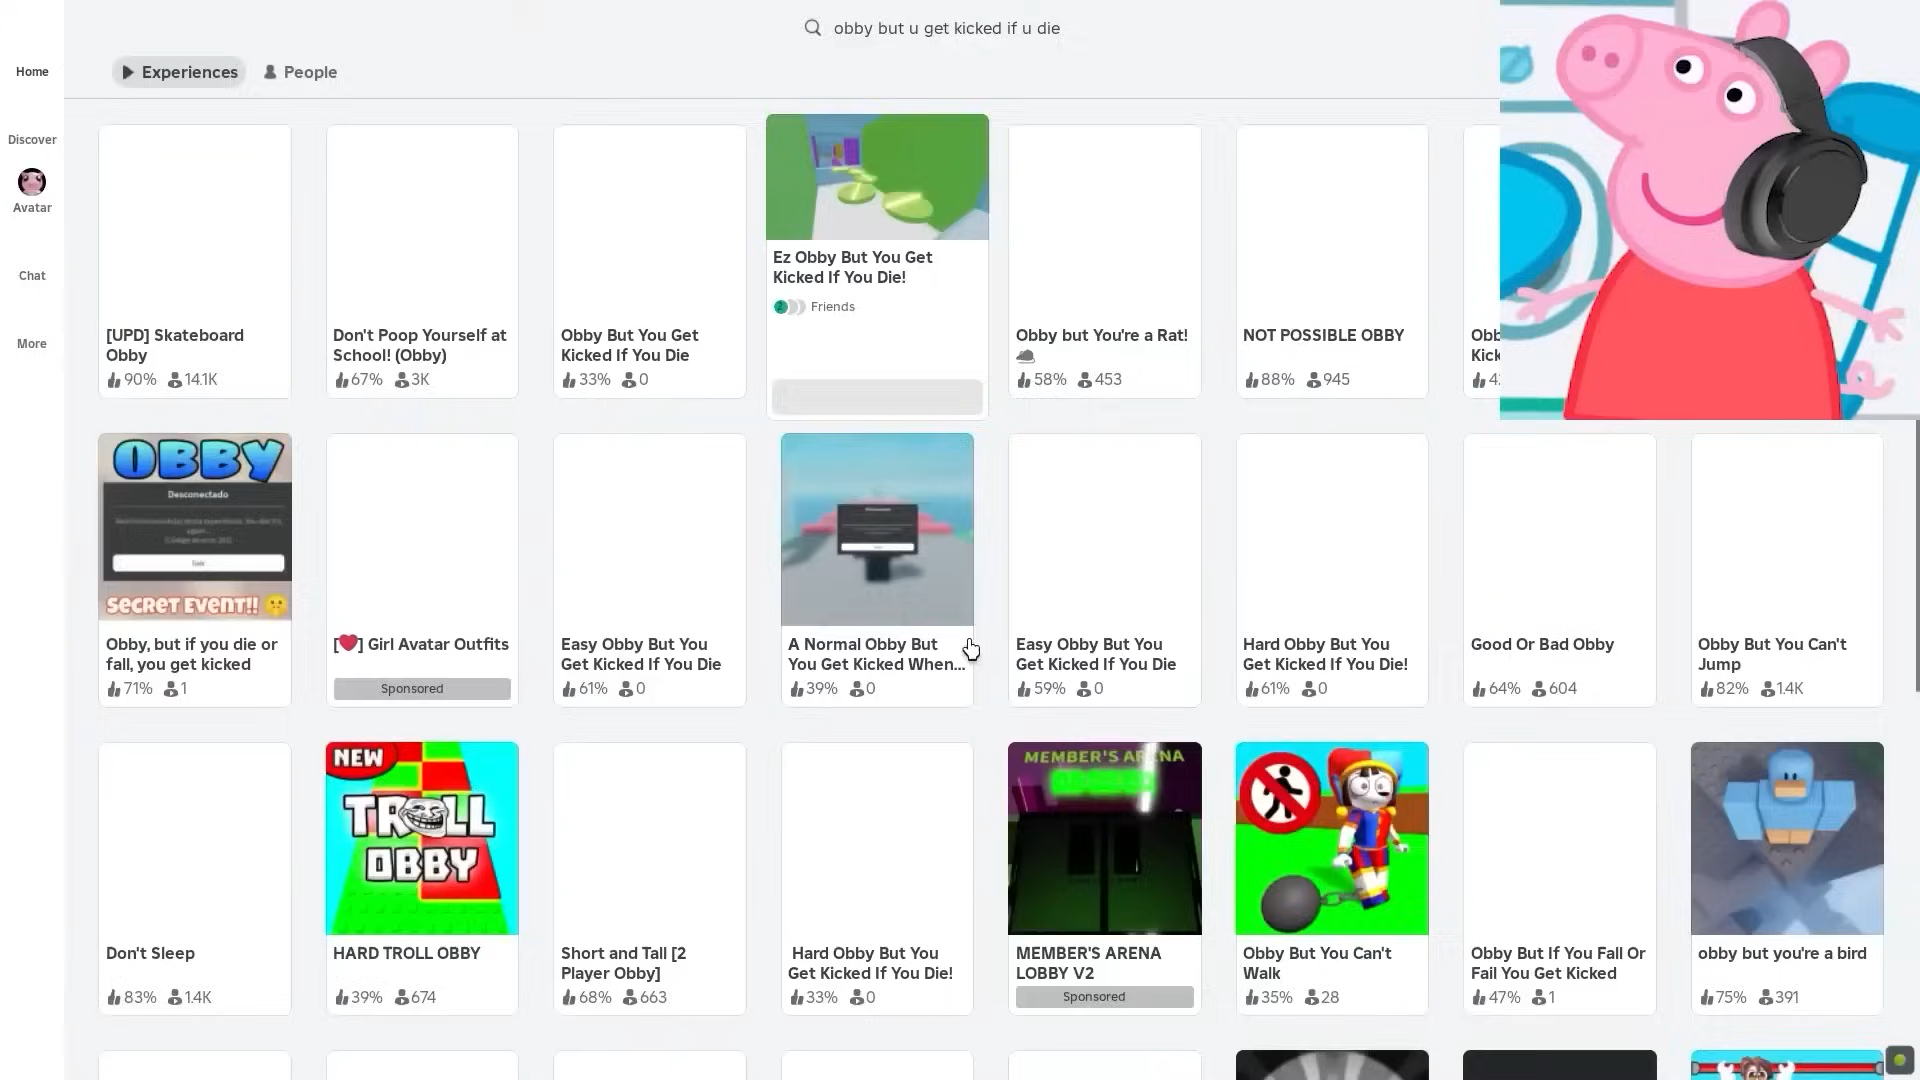 obby but u get kicked if u die
Experiences
People
Home
Discover
Avatar
Chat
More
[UPD] Skateboard
Obby
90% 14.1K
Don't Poop Yourself at
School! (Obby)
67% 3K
Obby But You Get
Kicked If You Die
33% 0
Ez Obby But You Get
Kicked If You Die!
2
Friends
Obby but You're a Rat!
58% 453
NOT POSSIBLE OBBY
88% 945
OBBY
Desconectado
SECRET EVENT!!
Obby, but if you die or
fall, you get kicked
71% 1
[❤] Girl Avatar Outfits
Sponsored
Easy Obby But You
Get Kicked If You Die
61% 0
A Normal Obby But
You Get Kicked When...
39% 0
Easy Obby But You
Get Kicked If You Die
59% 0
Hard Obby But You
Get Kicked If You Die!
61% 0
Good Or Bad Obby
64% 604
Obby But You Can't
Jump
82% 1.4K
Don't Sleep
83% 1.4K
NEW
TROLL
OBBY
HARD TROLL OBBY
39% 674
Short and Tall [2
Player Obby]
68% 663
Hard Obby But You
Get Kicked If You Die!
33% 0
MEMBER'S ARENA
MEMBER'S ARENA
LOBBY V2
Sponsored
Obby But You Can't
Walk
35% 28
Obby But If You Fall Or
Fail You Get Kicked
47% 1
obby but you're a bird
75% 391